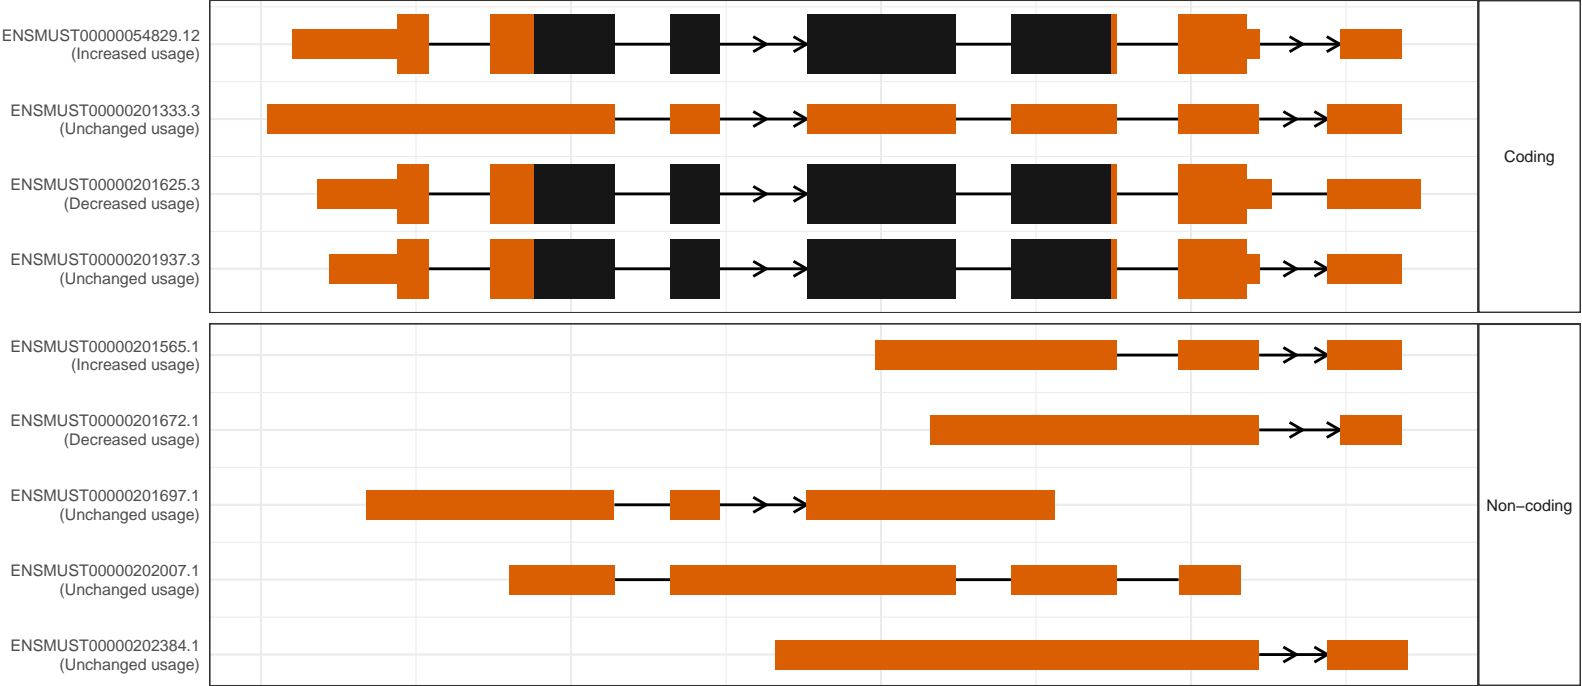 ENSMUST00000054829.12
(Increased usage)
ENSMUST00000201333.3
(Unchanged usage)
ENSMUST00000201625.3
(Decreased usage)
ENSMUST00000201937.3
(Unchanged usage)
Coding
ENSMUST00000201565.1
(Increased usage)
ENSMUST00000201672.1
(Decreased usage)
ENSMUST00000201697.1
(Unchanged usage)
ENSMUST00000202007.1
(Unchanged usage)
ENSMUST00000202384.1
(Unchanged usage)
Non−coding